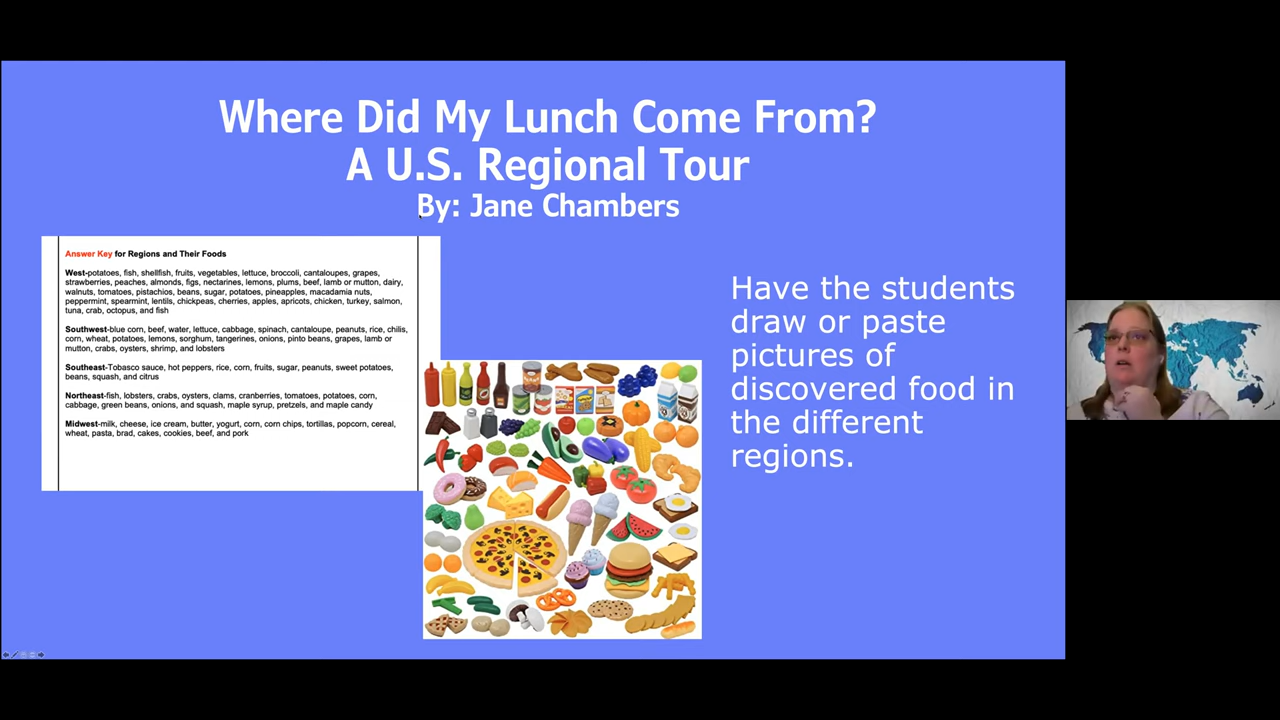 Where Did My Lunch Come From?
A U.S. Regional Tour
By: Jane Chambers
Answer Key for Regions and Their Foods
West-potatoes, fish, shellfish, fruits, vegetables, lettuce, broccoli, cantaloupes, grapes,
strawberries, peaches, almonds, figs, nectarines, lemons, plums, beef, lamb or mutton, dairy,
walnuts, tomatoes, pistachios, beans, sugar, potatoes, pineapples, macadamia nuts,
peppermint, spearmint, lentils, chickpeas, cherries, apples, apricots, chicken, turkey, salmon,
tuna, crab, octopus, and fish
Southwest-blue corn, beef, water, lettuce, cabbage, spinach, cantaloupe, peanuts, rice, chilis,
corn, wheat, potatoes, lemons, sorghum, tangerines, onions, pinto beans, grapes, lamb or
mutton, crabs, oysters, shrimp, and lobsters
Southeast-Tobasco sauce, hot peppers, rice, corn, fruits, sugar, peanuts, sweet potatoes,
beans, squash, and citrus
Northeast-fish, lobsters, crabs, oysters, clams, cranberries, tomatoes, potatoes, corn,
cabbage, green beans, onions, and squash, maple syrup, pretzels, and maple candy
Midwest-milk, cheese, ice cream, butter, yogurt, corn, corn chips, tortillas, popcorn, cereal,
wheat, pasta, brad, cakes, cookies, beef, and pork
Have the students
draw or paste
pictures of
discovered food in
the different
regions.